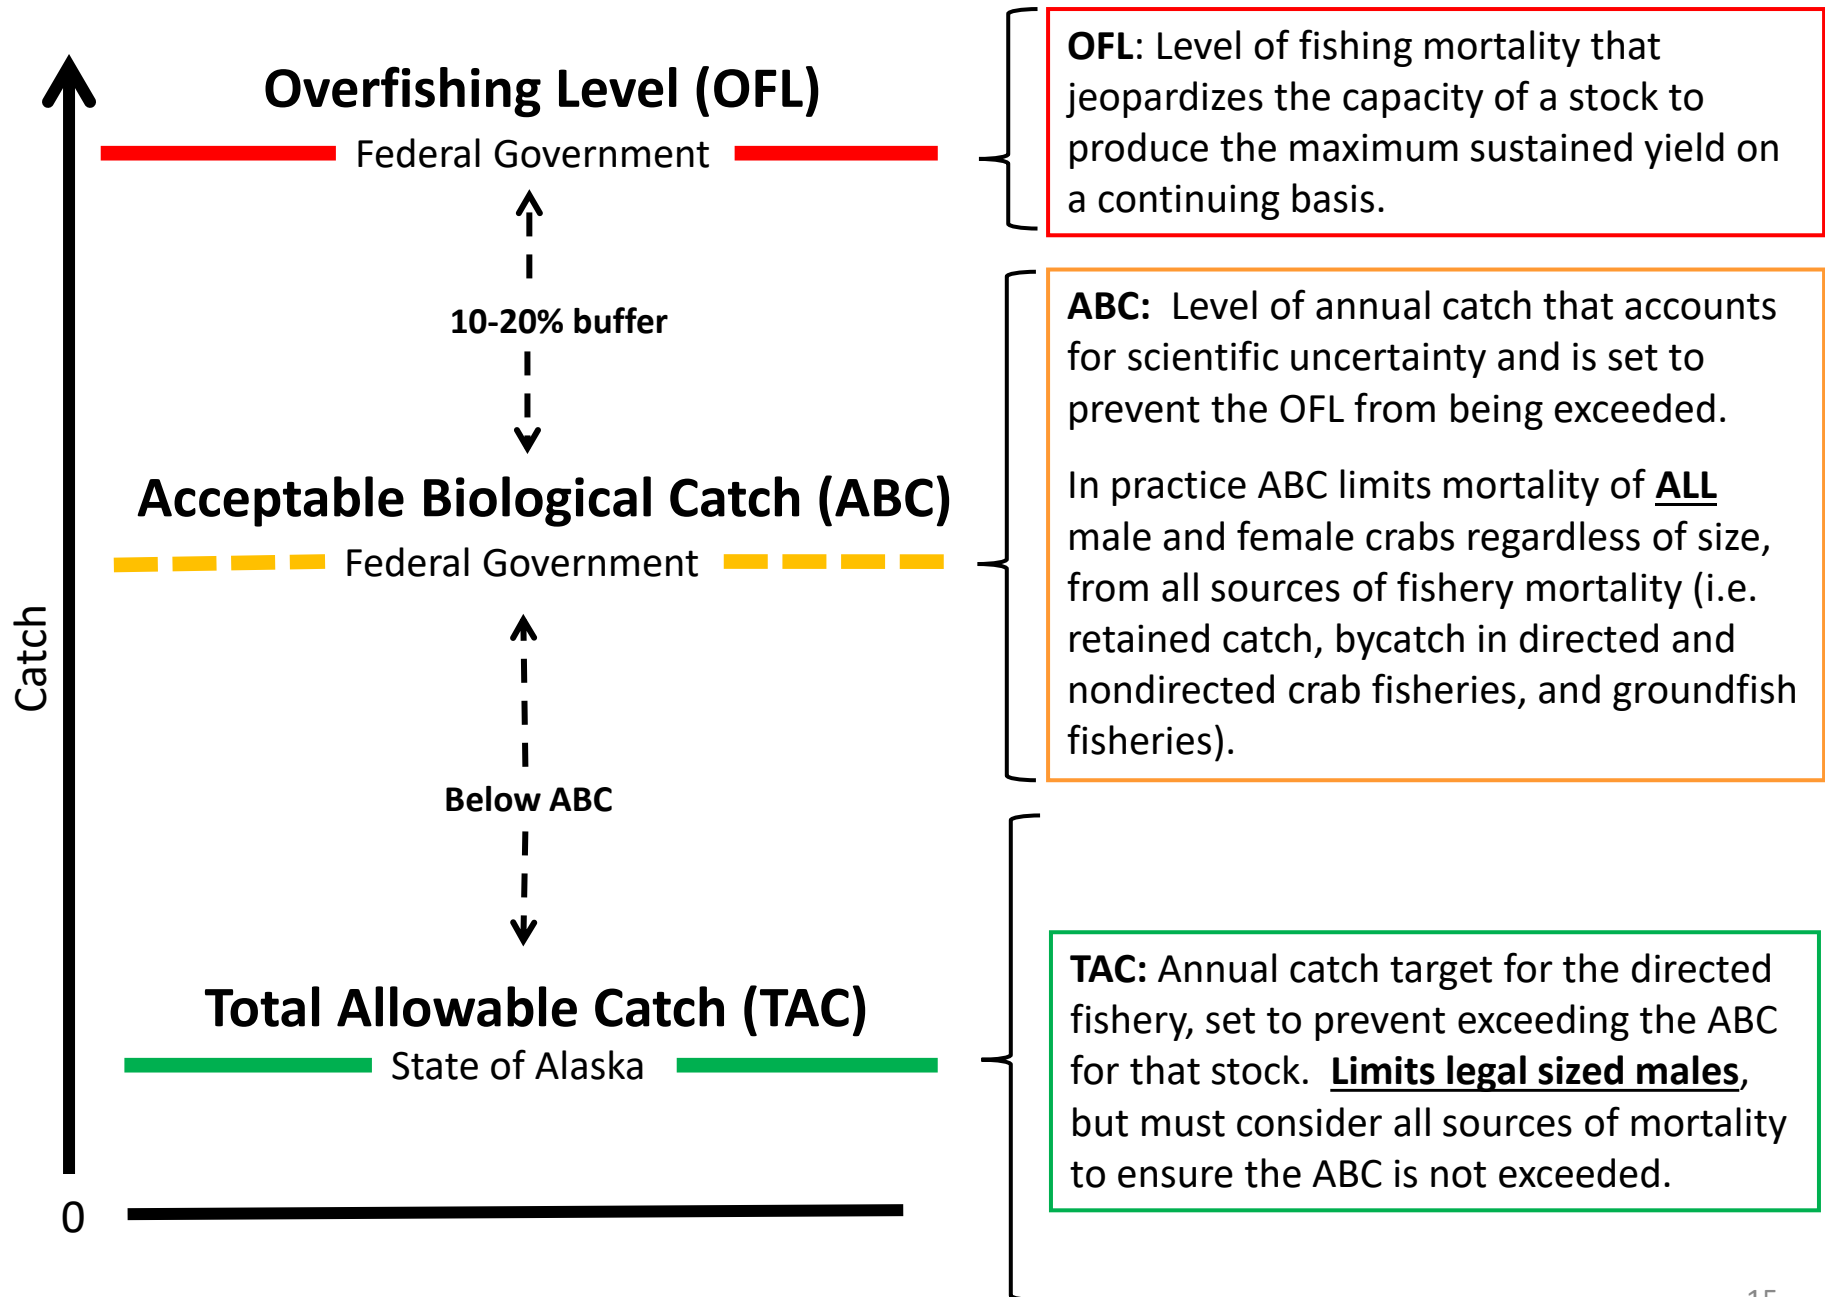 Overfishing Level (OFL)
Federal Government
10-20% buffer
Acceptable Biological Catch (ABC)
Federal Government
Below ABC
Total Allowable Catch (TAC)
State of Alaska
Catch
0
OFL: Level of fishing mortality that
jeopardizes the capacity of a stock to
produce the maximum sustained yield on
a continuing basis.
ABC: Level of annual catch that accounts
for scientific uncertainty and is set to
prevent the OFL from being exceeded.
In practice ABC limits mortality of ALL
male and female crabs regardless of size,
from all sources of fishery mortality (i.e.
retained catch, bycatch in directed and
nondirected crab fisheries, and groundfish
fisheries).
TAC: Annual catch target for the directed
fishery, set to prevent exceeding the ABC
for that stock. Limits legal sized males,
but must consider all sources of mortality
to ensure the ABC is not exceeded.
15